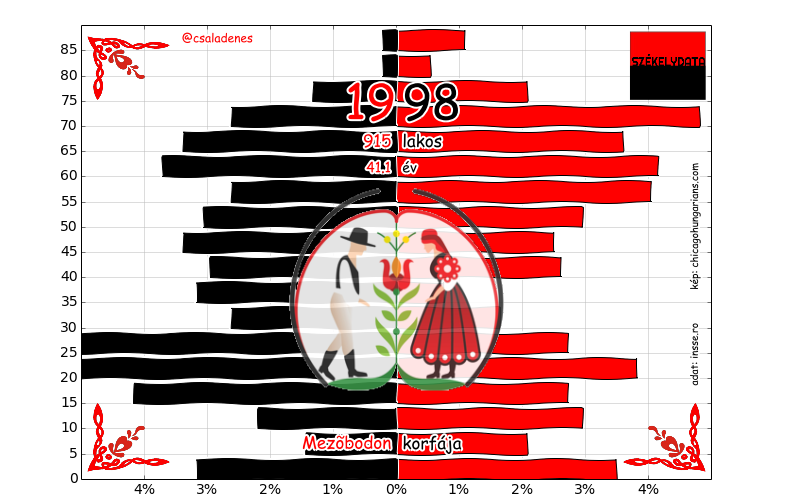 @csaladenes
SZÉKELYDATA
1998
915 lakos
41,1 év
Mezõbodon korfája
kép: chicagohungarians.com
adat: insse.ro
85
80
75
70
65
60
55
50
45
40
35
30
25
20
15
10
5
0
4% 3% 2% 1% 0% 1% 2% 3% 4%